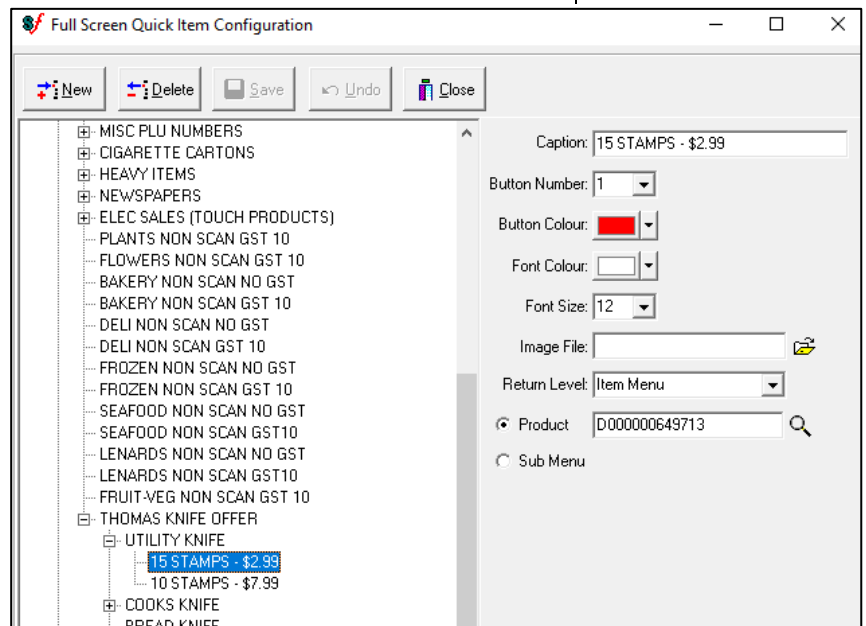 Full Screen Quick Item Configuration
New Delete Save Undo Close
MISC PLU NUMBERS
CIGARETTE CARTONS
HEAVY ITEMS
NEWSPAPERS
ELEC SALES (TOUCH PRODUCTS)
PLANTS NON SCAN GST 10
FLOWERS NON SCAN GST 10
BAKERY NON SCAN NO GST
BAKERY NON SCAN GST 10
DELI NON SCAN NO GST
DELI NON SCAN GST 10
FROZEN NON SCAN NO GST
FROZEN NON SCAN GST 10
SEAFOOD NON SCAN NO GST
SEAFOOD NON SCAN GST10
LENARDS NON SCAN NO GST
LENARDS NON SCAN GST10
FRUIT-VEG NON SCAN GST 10
THOMAS KNIFE OFFER
UTILITY KNIFE
15 STAMPS - $2.99
10 STAMPS - $7.99
COOKS KNIFE
BREAD KNIFE
Caption: 15 STAMPS - $2.99
Button Number: 1
Button Colour:
Font Colour:
Font Size: 12
Image File:
Return Level: Item Menu
Product D000000649713
Sub Menu